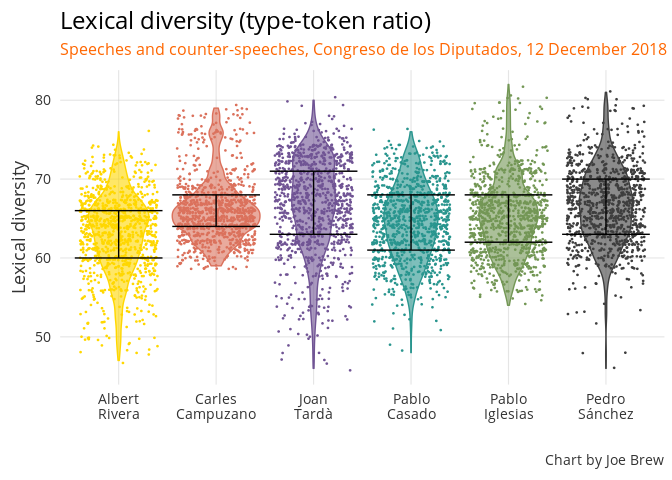 Lexical diversity (type-token ratio)
Speeches and counter-speeches, Congreso de los Diputados, 12 December 2018
Lexical diversity
80
70
60
50
Albert
Rivera
Carles
Campuzano
Joan
Tardà
Pablo
Casado
Pablo
Iglesias
Pedro
Sánchez
Chart by Joe Brew